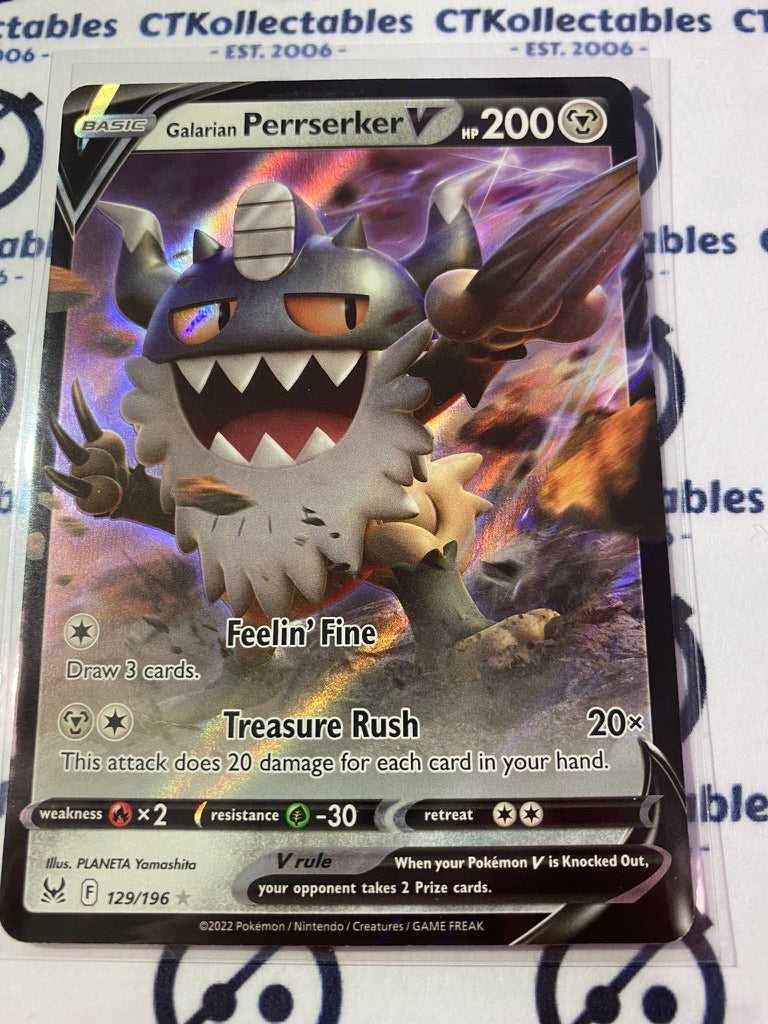 CTKollectables
- EST. 2006 -
- EST. 2006 -
BASIC
Galarian Perrserker V HP 200
Feelin' Fine
Draw 3 cards.
Treasure Rush 20×
This attack does 20 damage for each card in your hand.
weakness ×2 resistance -30 retreat
Illus. PLANETA Yamashita
V rule When your Pokémon V is Knocked Out,
your opponent takes 2 Prize cards.
F 129/196
©2022 Pokémon / Nintendo / Creatures / GAME FREAK